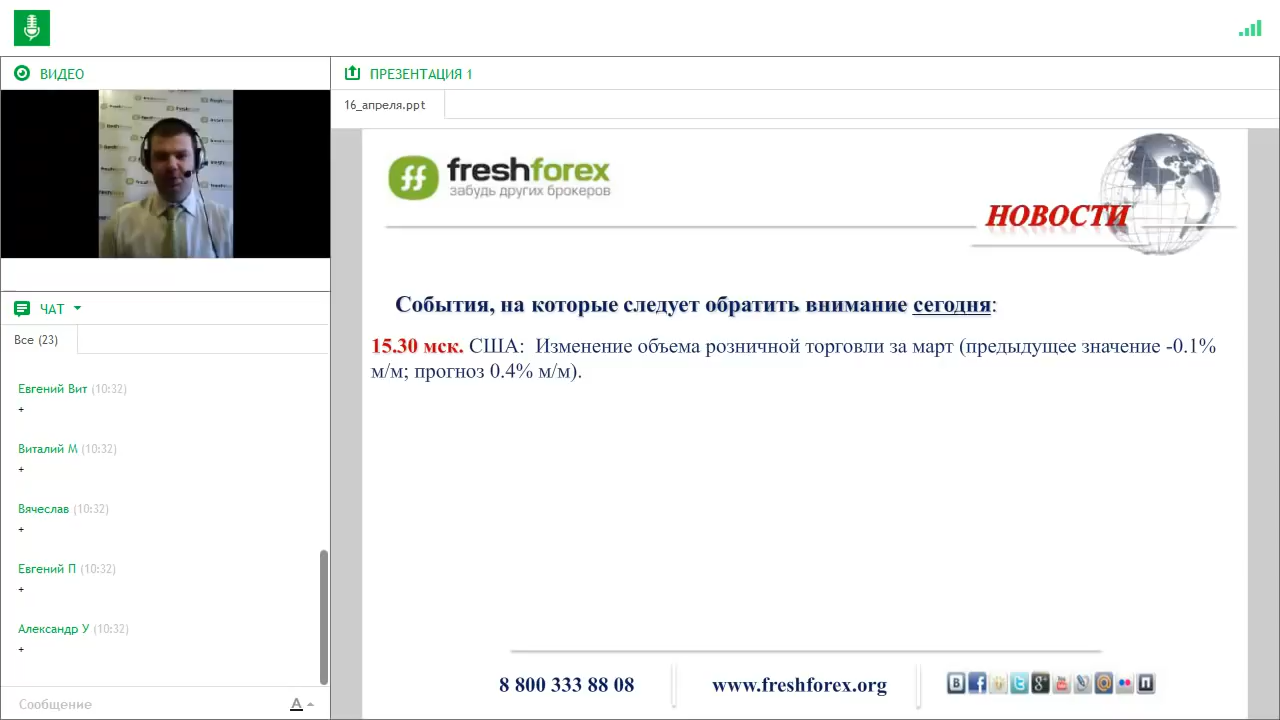 ВИДЕО
ПРЕЗЕНТАЦИЯ 1
16_апреля.ppt
freshforex
забудь других брокеров
НОВОСТИ
События, на которые следует обратить внимание сегодня:
15.30 мск. США: Изменение объема розничной торговли за март (предыдущее значение -0.1%
м/м; прогноз 0.4% м/м).
8 800 333 88 08
www.freshforex.org
ЧАТ
Все (23)
Евгений Вит (10:32)
+
Виталий М (10:32)
+
Вячеслав (10:32)
+
Евгений П (10:32)
+
Александр У (10:32)
+
Сообщение
A